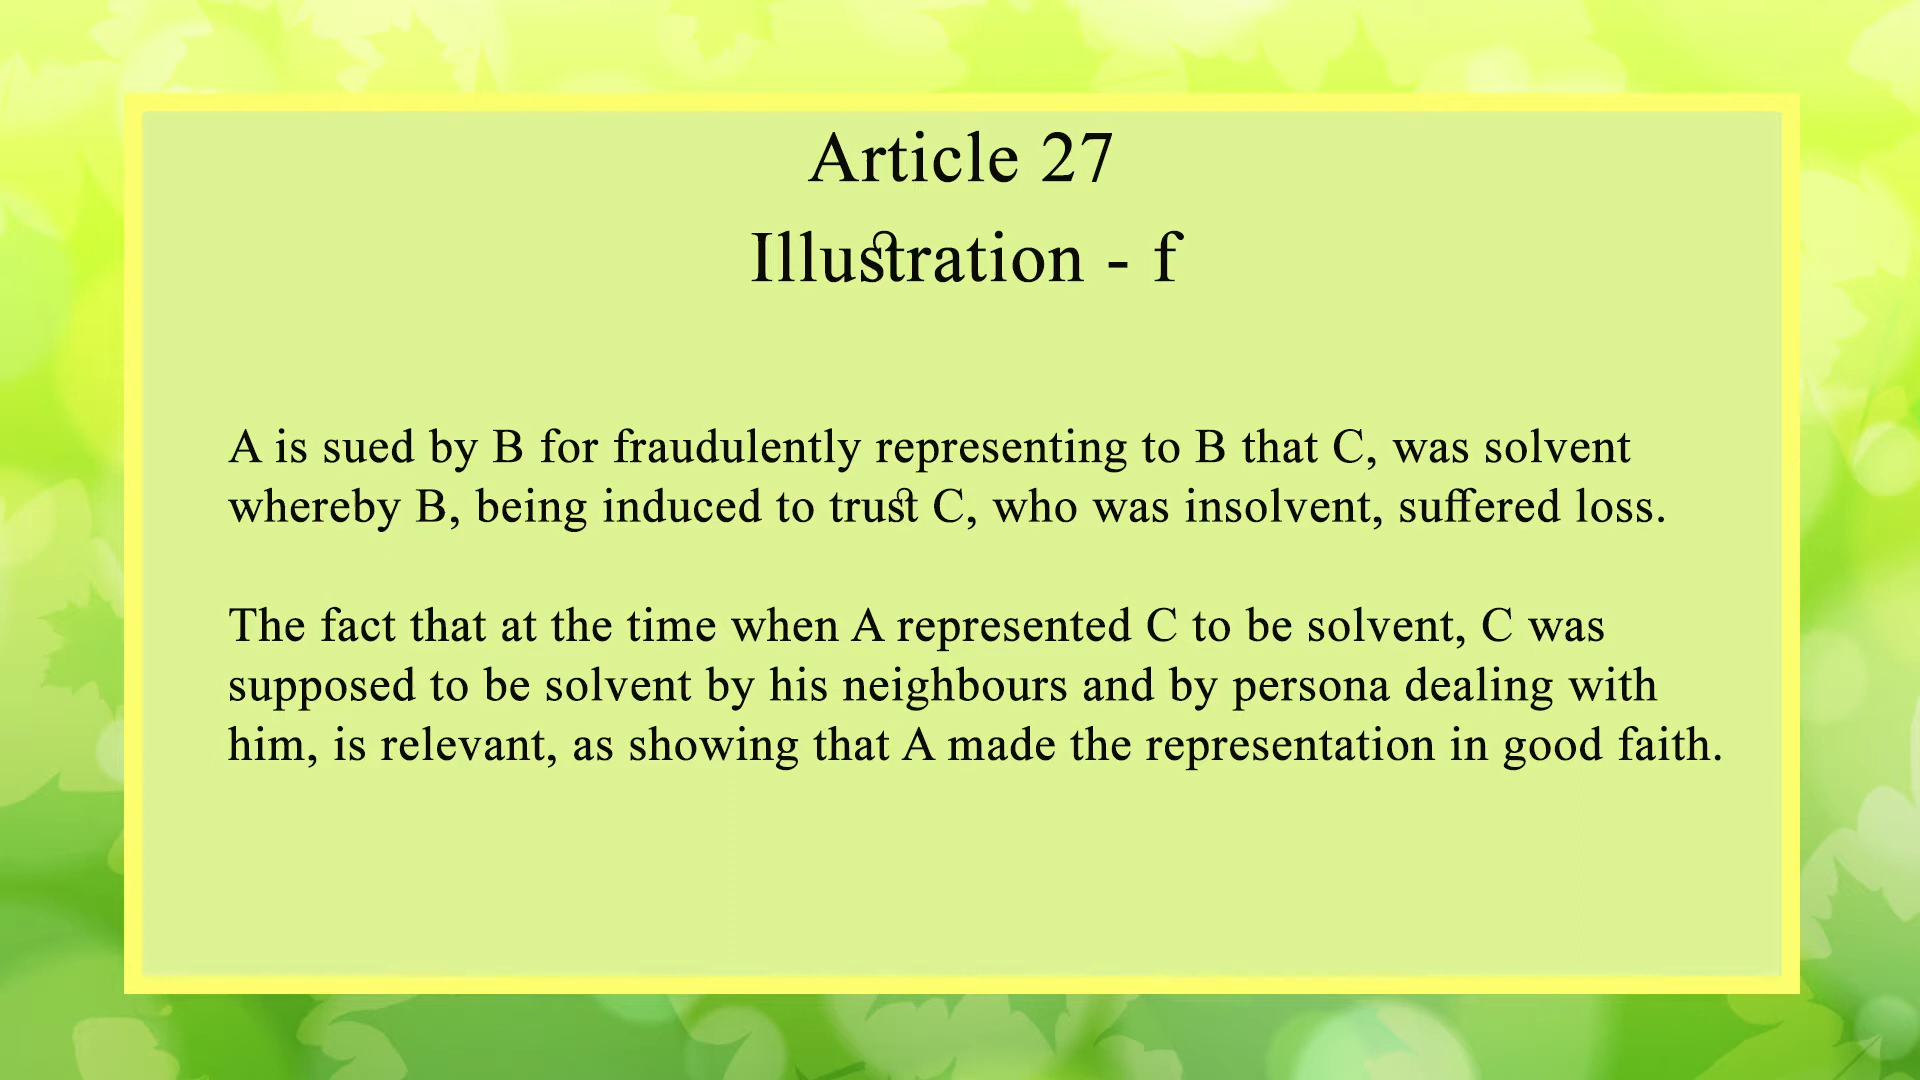 Article 27
Illustration - f
A is sued by B for fraudulently representing to B that C, was solvent
whereby B, being induced to trust C, who was insolvent, suffered loss.
The fact that at the time when A represented C to be solvent, C was
supposed to be solvent by his neighbours and by persona dealing with
him, is relevant, as showing that A made the representation in good faith.